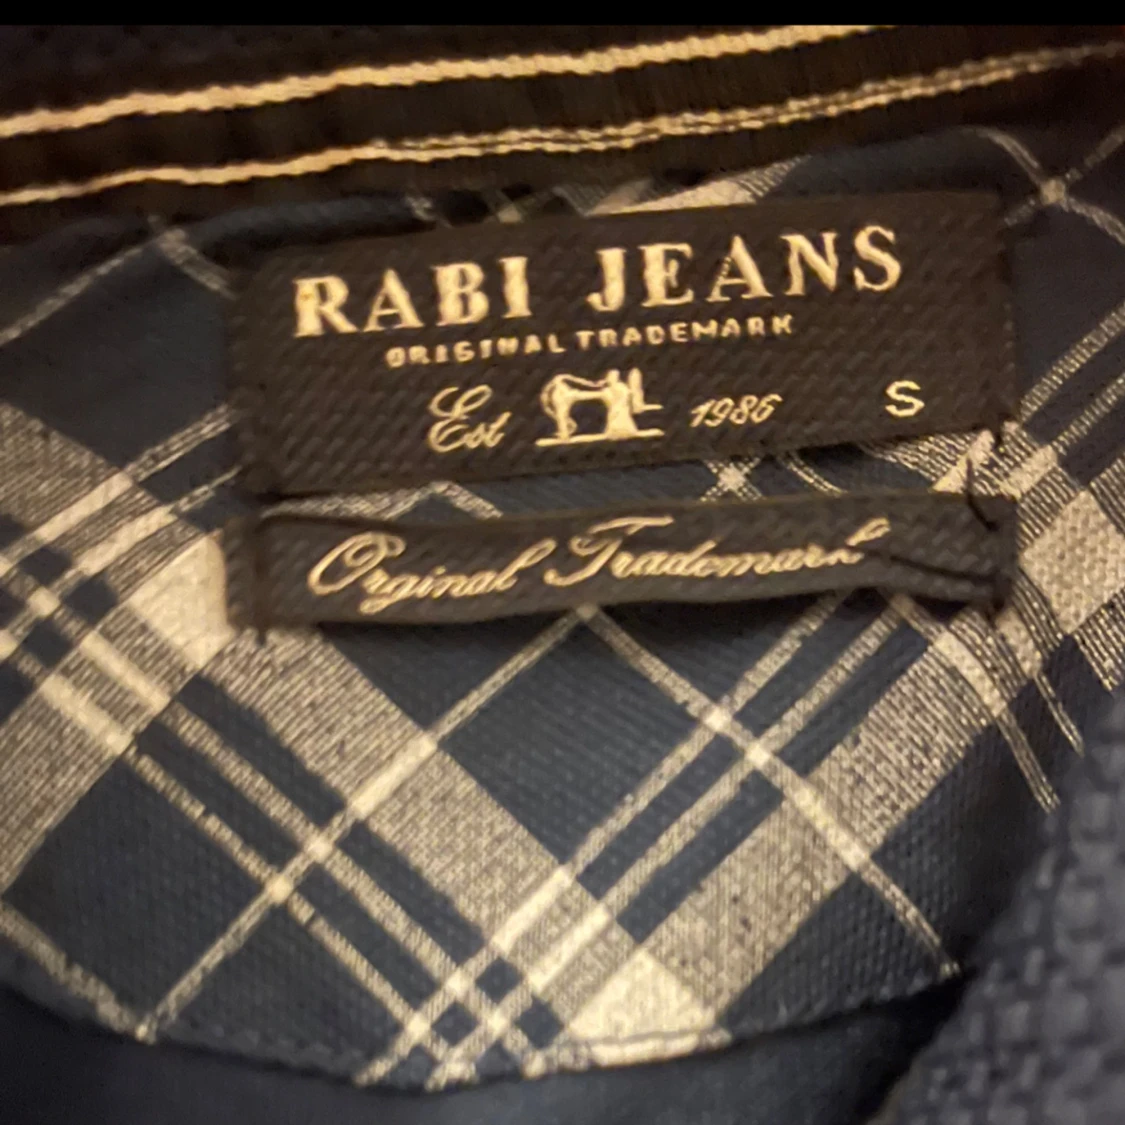 RABI JEANS
ORIGINAL TRADEMARK
Est 1986 S
Orginal Trademark